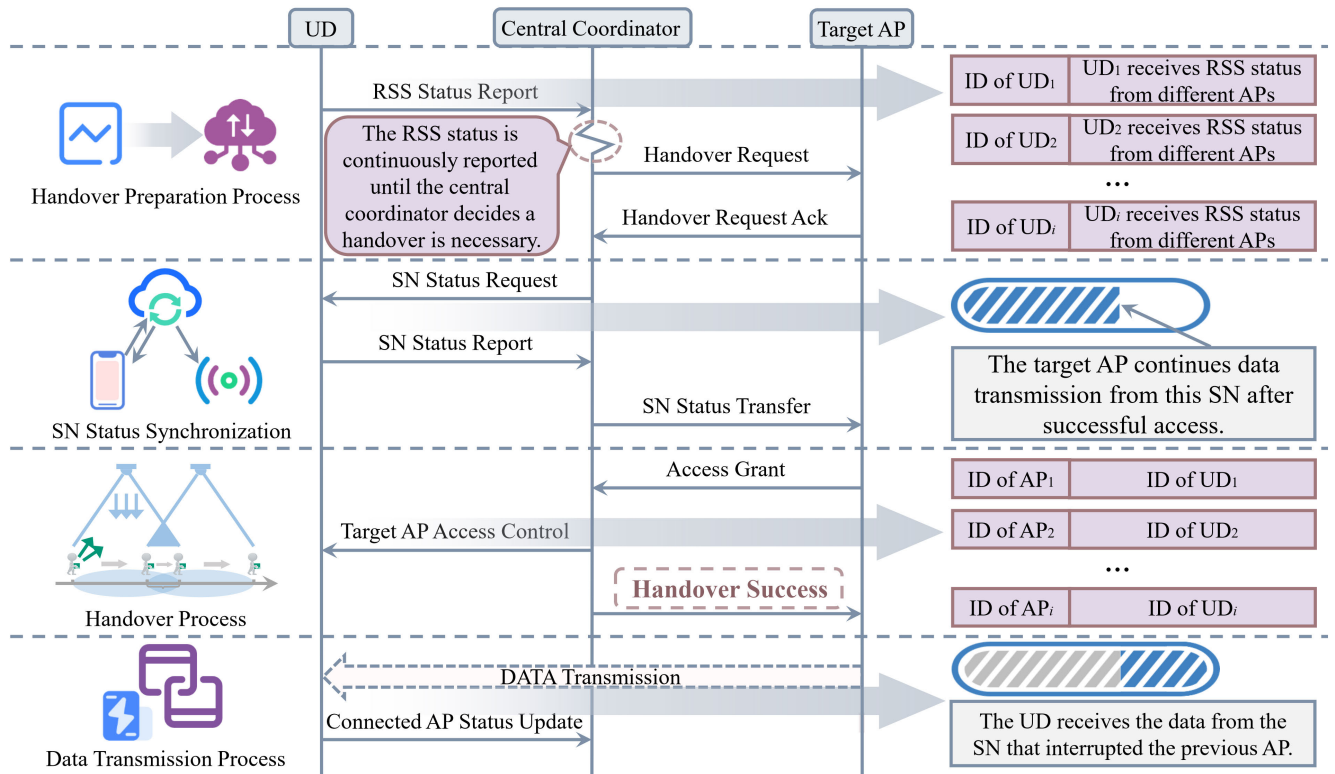 UD
Central Coordinator
Target AP
RSS Status Report
The RSS status is
continuously reported
until the central
coordinator decides a
handover is necessary.
Handover Request
Handover Request Ack
Handover Preparation Process
ID of UD1
UD1 receives RSS status
from different APs
ID of UD2
UD2 receives RSS status
from different APs
...
ID of UDi
UDi receives RSS status
from different APs
SN Status Request
SN Status Report
SN Status Transfer
SN Status Synchronization
The target AP continues data
transmission from this SN after
successful access.
Access Grant
Target AP Access Control
Handover Success
Handover Process
ID of AP1
ID of UD1
ID of AP2
ID of UD2
...
ID of APi
ID of UDi
DATA Transmission
Connected AP Status Update
Data Transmission Process
The UD receives the data from the
SN that interrupted the previous AP.